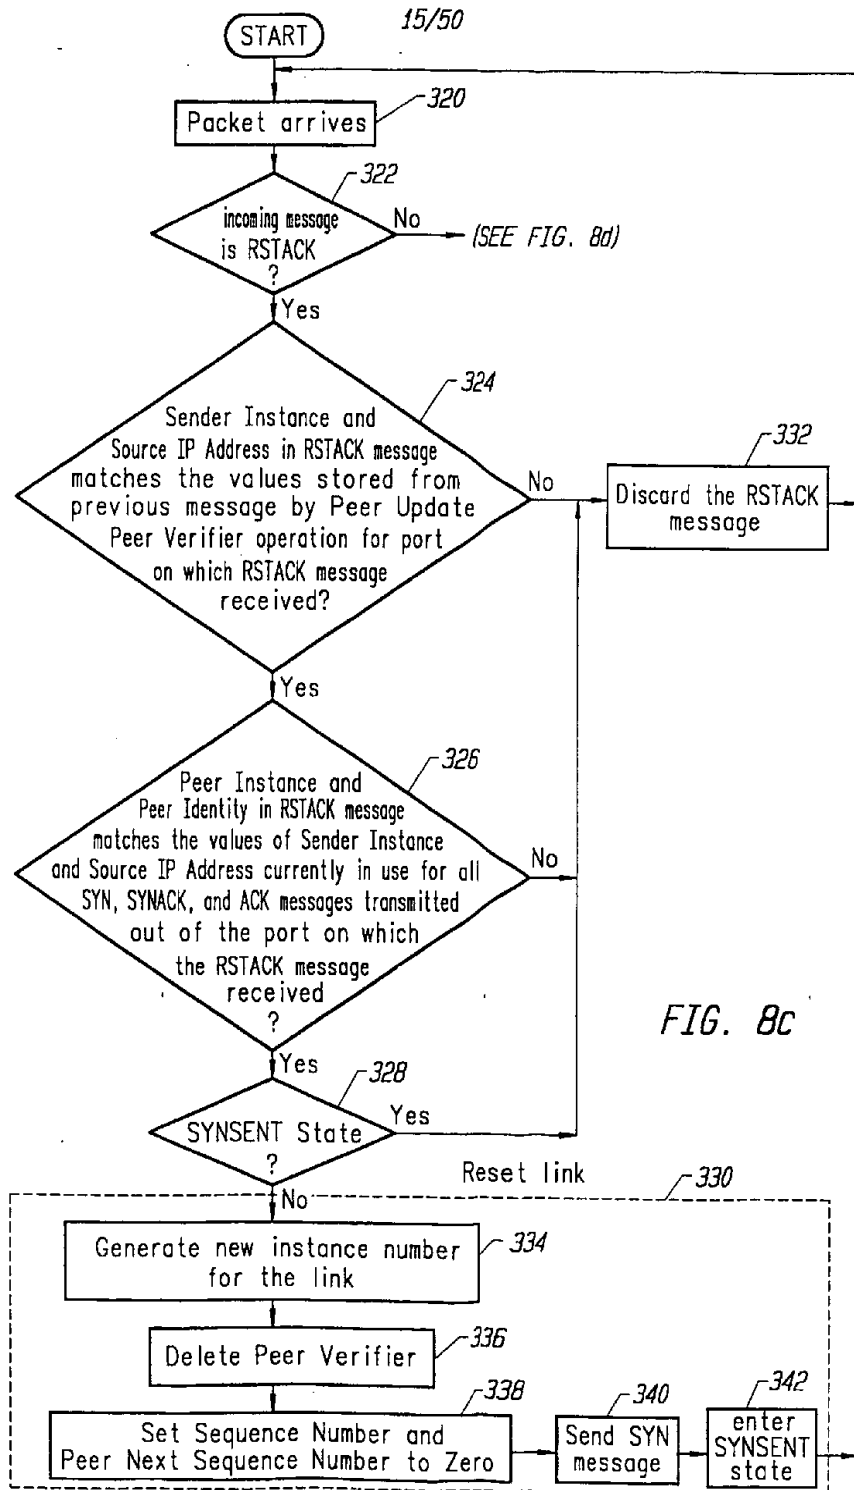 15/50
START
320
Packet arrives
322
incoming message
is RSTACK
?
No
(SEE FIG. 8d)
Yes
324
Sender Instance and
Source IP Address in RSTACK message
matches the values stored from
previous message by Peer Update
Peer Verifier operation for port
on which RSTACK message
received?
No
332
Discard the RSTACK
message
Yes
326
Peer Instance and
Peer Identity in RSTACK message
matches the values of Sender Instance
and Source IP Address currently in use for all
SYN, SYNACK, and ACK messages transmitted
out of the port on which
the RSTACK message
received
?
No
FIG. 8c
Yes
328
SYNSENT State
?
Yes
Reset link
330
No
334
Generate new instance number
for the link
336
Delete Peer Verifier
338
Set Sequence Number and
Peer Next Sequence Number to Zero
340
Send SYN
message
342
enter
SYNSENT
state